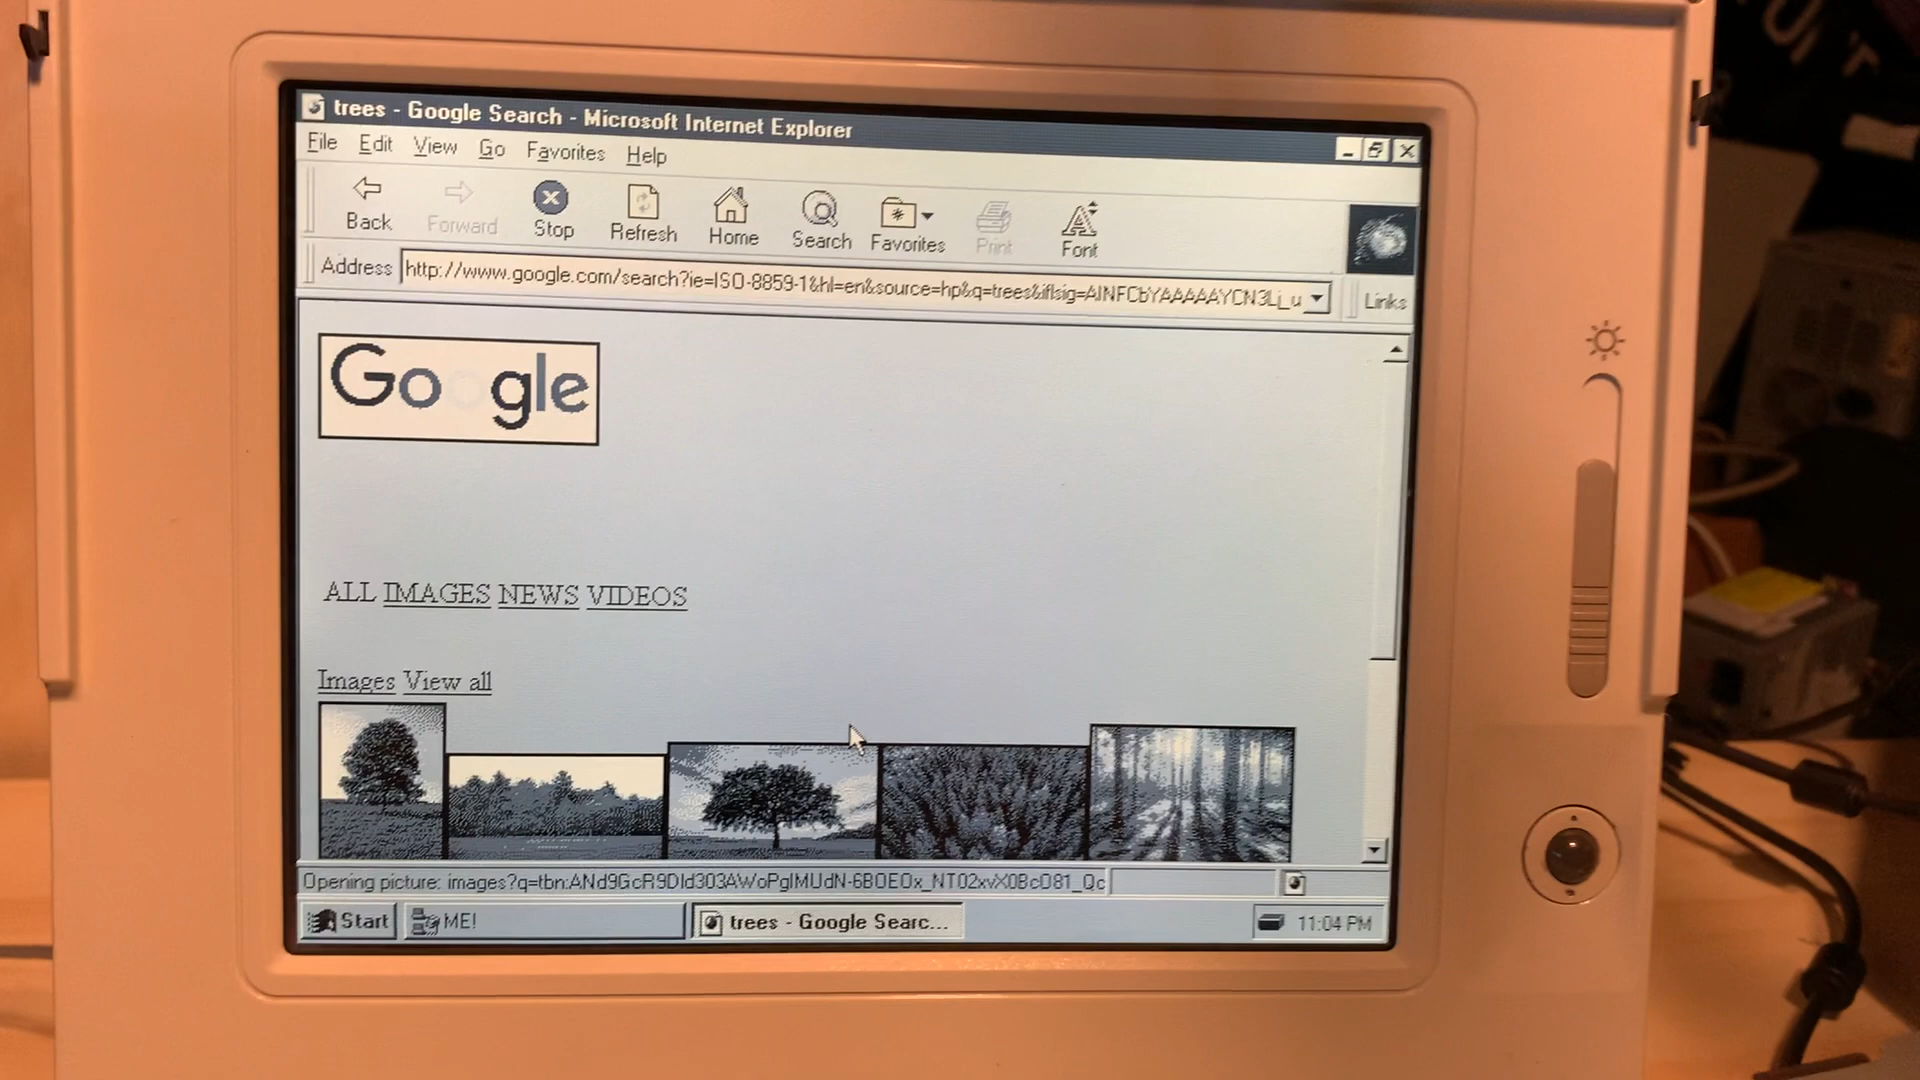 trees - Google Search - Microsoft Internet Explorer
File Edit View Go Favorites Help
Back Forward Stop Refresh Home Search Favorites Print Font
Address http://www.google.com/search?ie=ISO-8859-1&hl=en&source=hp&q=trees&iflsig=AINFCbYAAAAAYCN3Lj_u Links
Google
ALL IMAGES NEWS VIDEOS
Images View all
Opening picture: images?q=tbn:ANd9GcR9DId303AWoPgIMUdN-6BOEOx_NT02xvX0BcO81_Qc
Start ME! trees - Google Searc... 11:04 PM